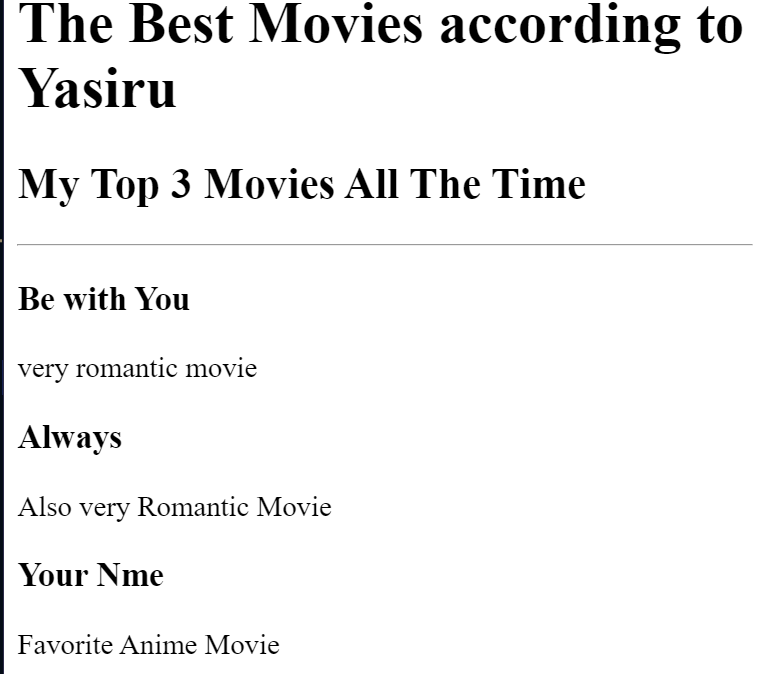 The Best Movies according to
Yasiru
My Top 3 Movies All The Time
Be with You
very romantic movie
Always
Also very Romantic Movie
Your Nme
Favorite Anime Movie